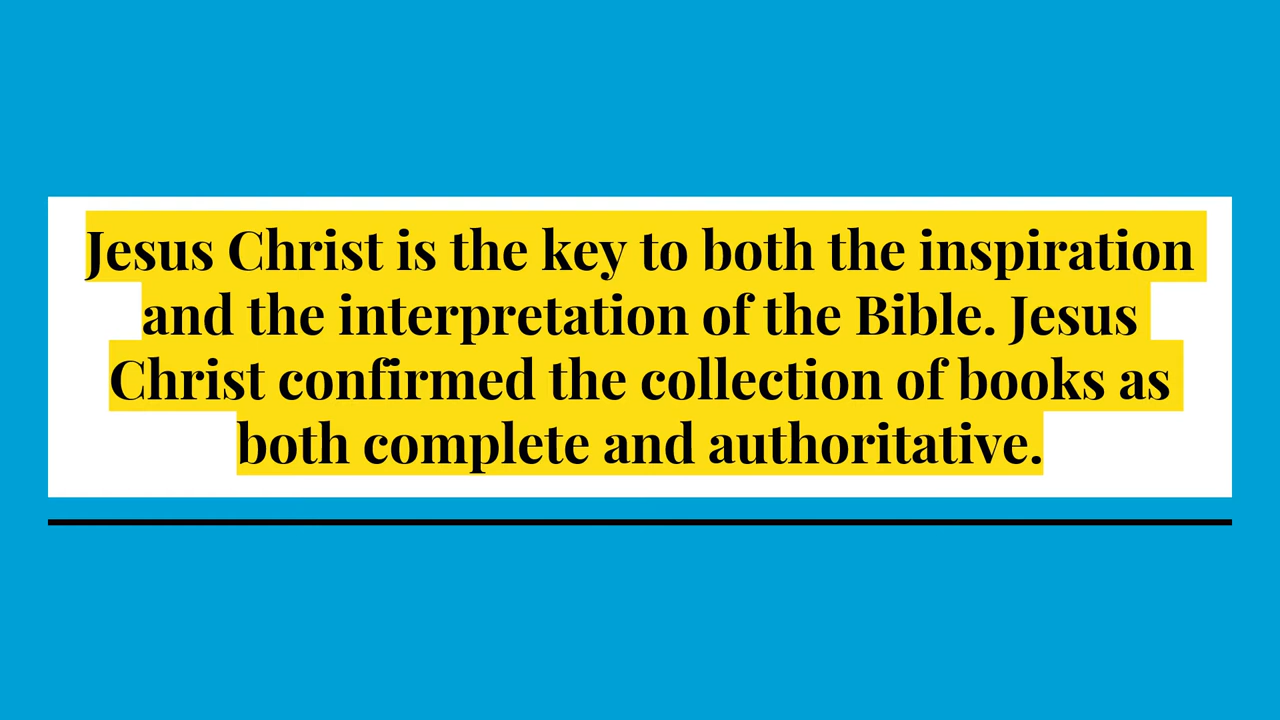 Jesus Christ is the key to both the inspiration
and the interpretation of the Bible. Jesus
Christ confirmed the collection of books as
both complete and authoritative.